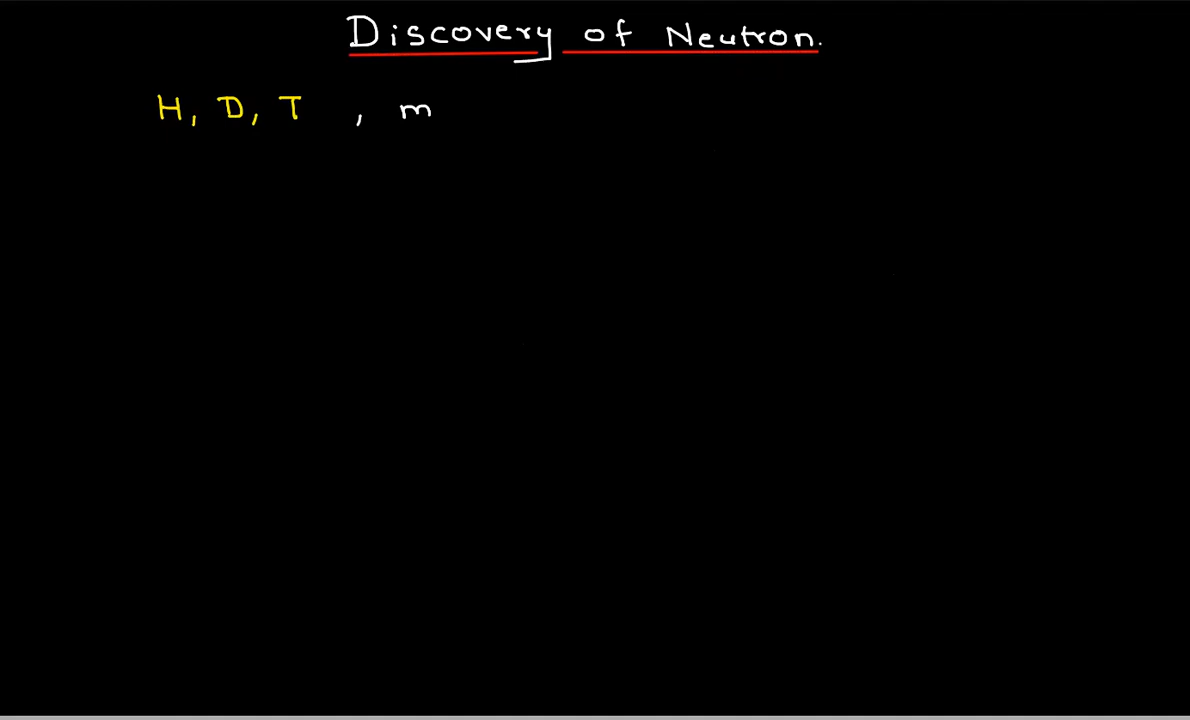 Discovery of Neutron.
H, D, T , m